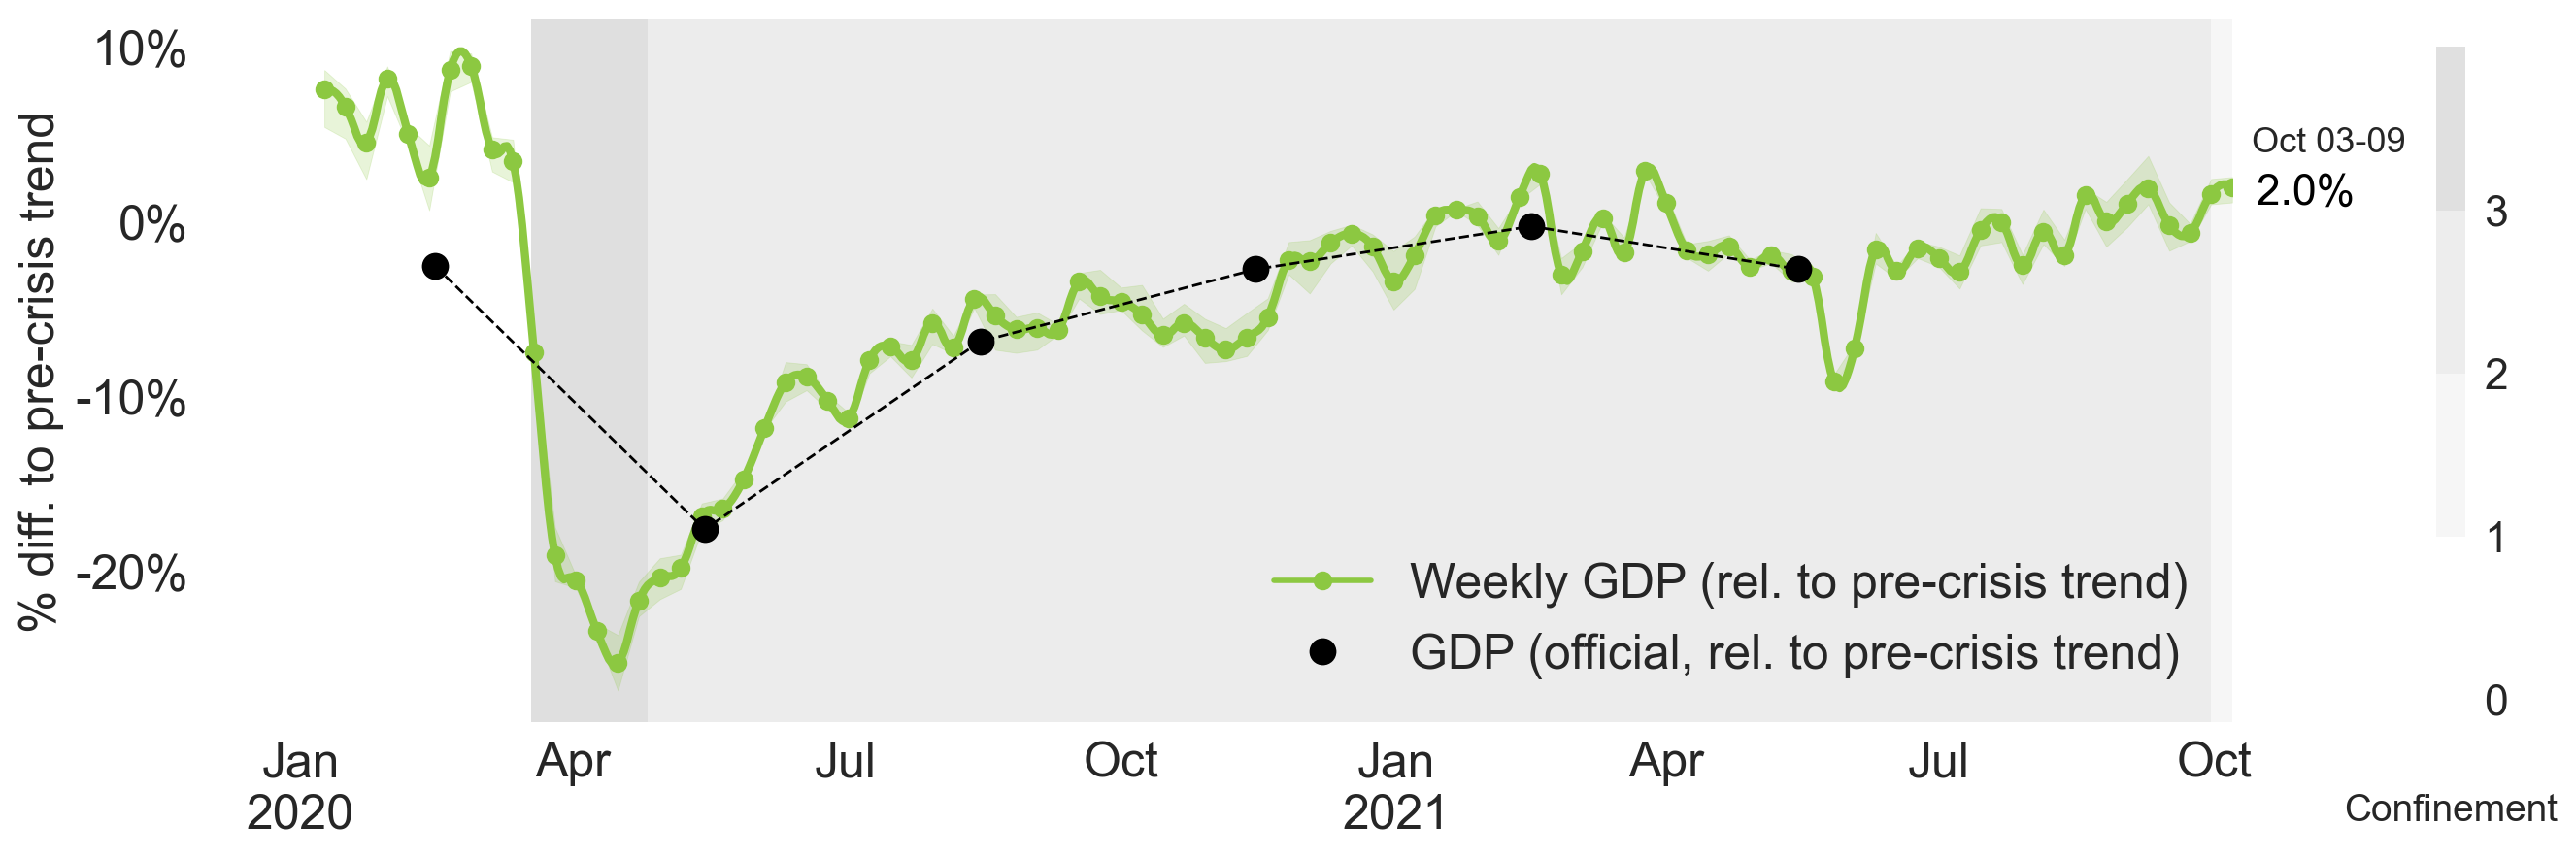 % diff. to pre-crisis trend
10%
0%
-10%
-20%
Oct 03-09
2.0%
Weekly GDP (rel. to pre-crisis trend)
GDP (official, rel. to pre-crisis trend)
Jan Apr Jul Oct Jan Apr Jul Oct
2020 2021
3
2
1
0
Confinement